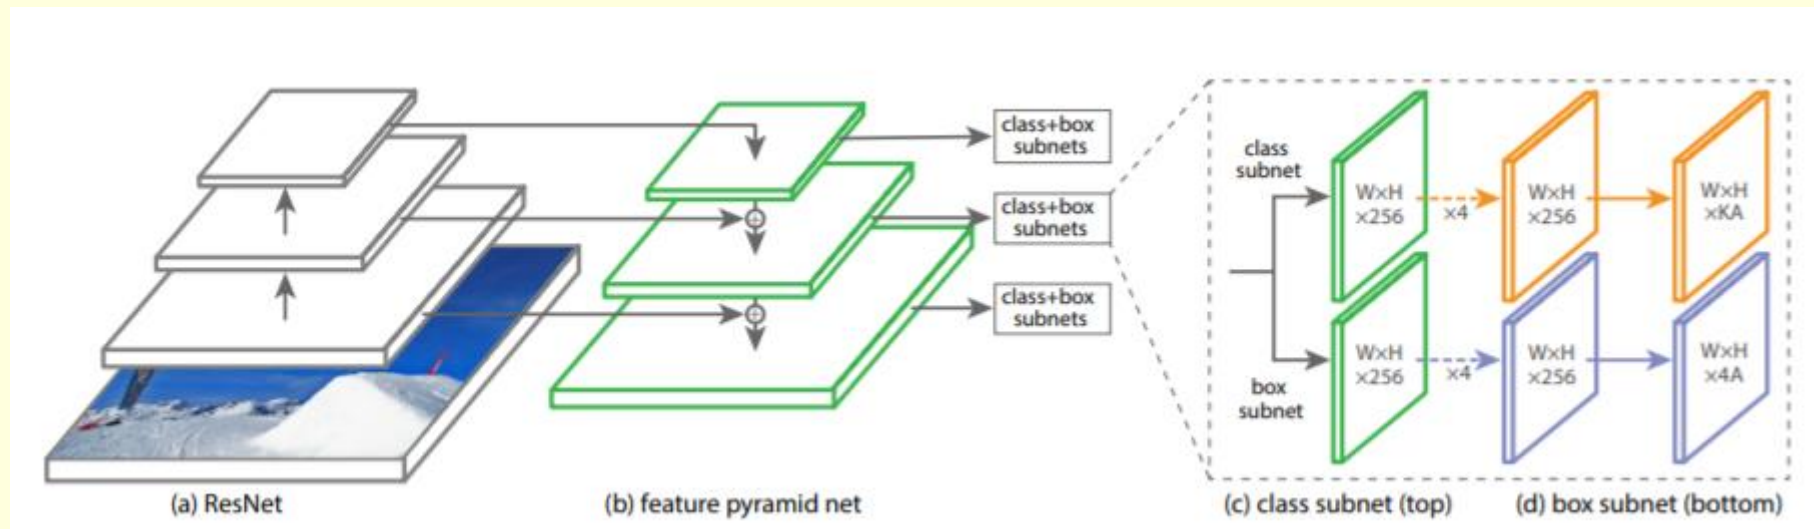 class+box
subnets
class+box
subnets
class+box
subnets
class
subnet
W×H
×256
×4
W×H
×256
W×H
×KA
box
subnet
W×H
×256
×4
W×H
×256
W×H
×4A
(a) ResNet
(b) feature pyramid net
(c) class subnet (top)
(d) box subnet (bottom)